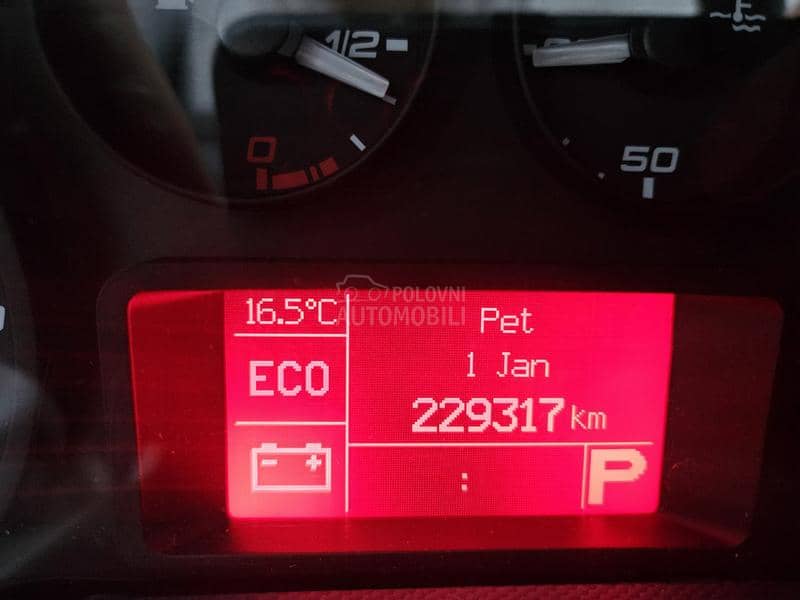 1/2
0
50
16.5°C
POLOVNI
AUTOMOBILI
Pet
1 Jan
ECO
229317 km
- +
:
P